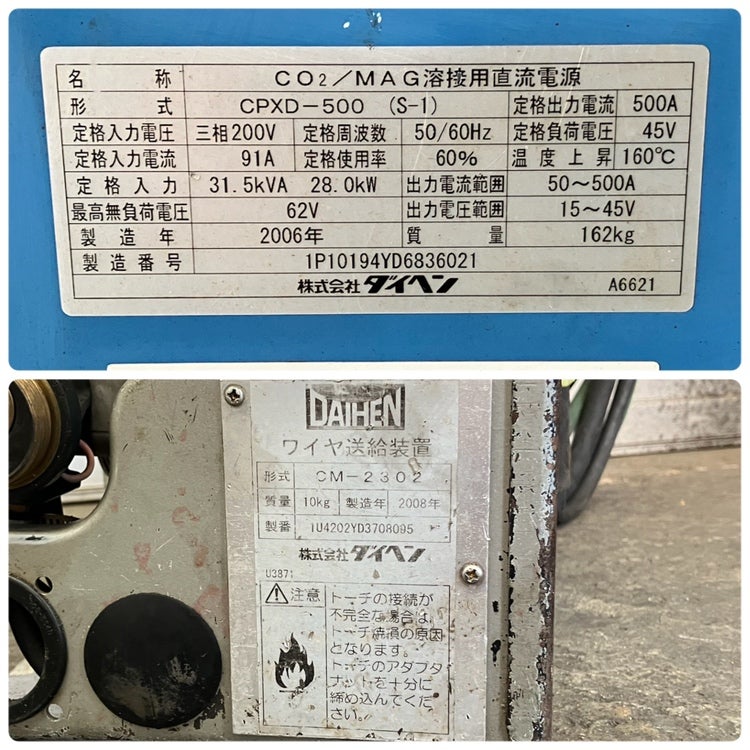 名称 CO2/MAG溶接用直流電源
形式 CPXD-500 (S-1) 定格出力電流 500A
定格入力電圧 三相200V 定格周波数 50/60Hz 定格負荷電圧 45V
定格入力電流 91A 定格使用率 60% 温度上昇 160℃
定格入力 31.5kVA 28.0kW 出力電流範囲 50〜500A
最高無負荷電圧 62V 出力電圧範囲 15〜45V
製造年 2006年 質量 162kg
製造番号 1P10194YD6836021
株式会社 ダイヘン A6621
DAIHEN
ワイヤ送給装置
形式 CM-2302
質量 10kg 製造年 2008年
製番 1U4202YD3708095
株式会社 ダイヘン
U3871
注意 トーチの接続が
不完全な場合は、
トーチ焼損の原因
となります。
トーチのアダプタ
ナットを十分に
締め込んでくだ
さい。